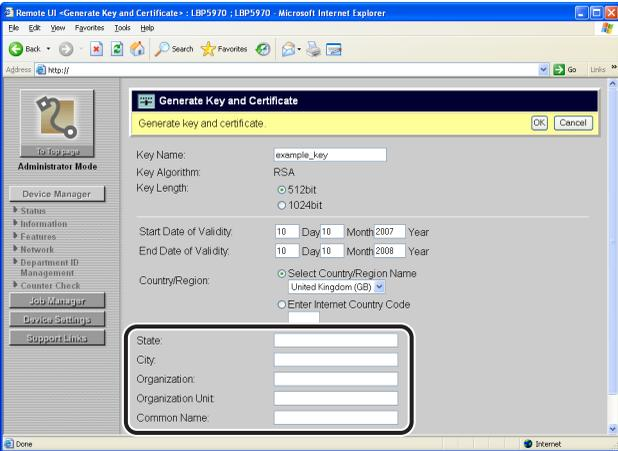 Remote UI <Generate Key and Certificate> : LBP5970 ; LBP5970 - Microsoft Internet Explorer
File Edit View Favorites Tools Help
Back Search Favorites
Address http:// Go Links »
Generate Key and Certificate
Generate key and certificate. OK Cancel
To Top page
Administrator Mode
Device Manager
Status
Information
Features
Network
Department ID
Management
Counter Check
Job Manager
Device Settings
Support Links
Key Name: example_key
Key Algorithm: RSA
Key Length: 512bit
1024bit
Start Date of Validity: 10 Day 10 Month 2007 Year
End Date of Validity: 10 Day 10 Month 2008 Year
Country/Region: Select Country/Region Name
United Kingdom (GB)
Enter Internet Country Code
State:
City:
Organization:
Organization Unit:
Common Name:
Done Internet